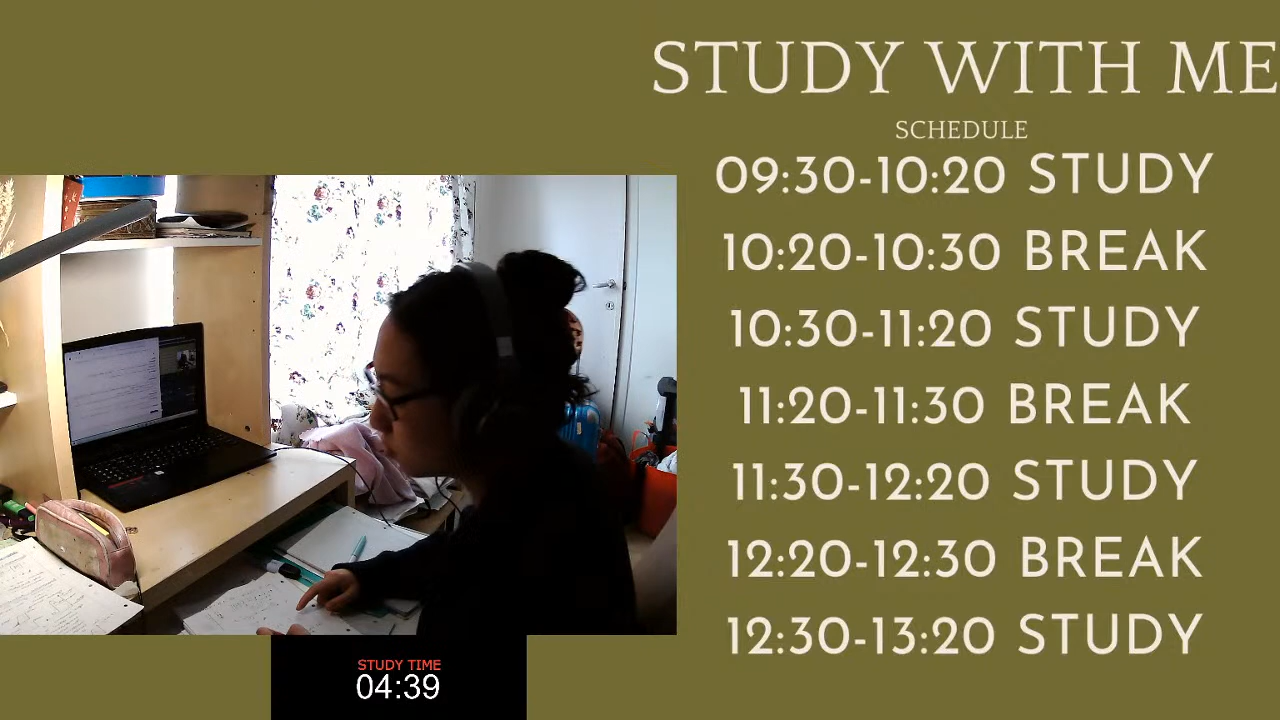 STUDY WITH ME
SCHEDULE
09:30-10:20 STUDY
10:20-10:30 BREAK
10:30-11:20 STUDY
11:20-11:30 BREAK
11:30-12:20 STUDY
12:20-12:30 BREAK
12:30-13:20 STUDY
STUDY TIME
04:39